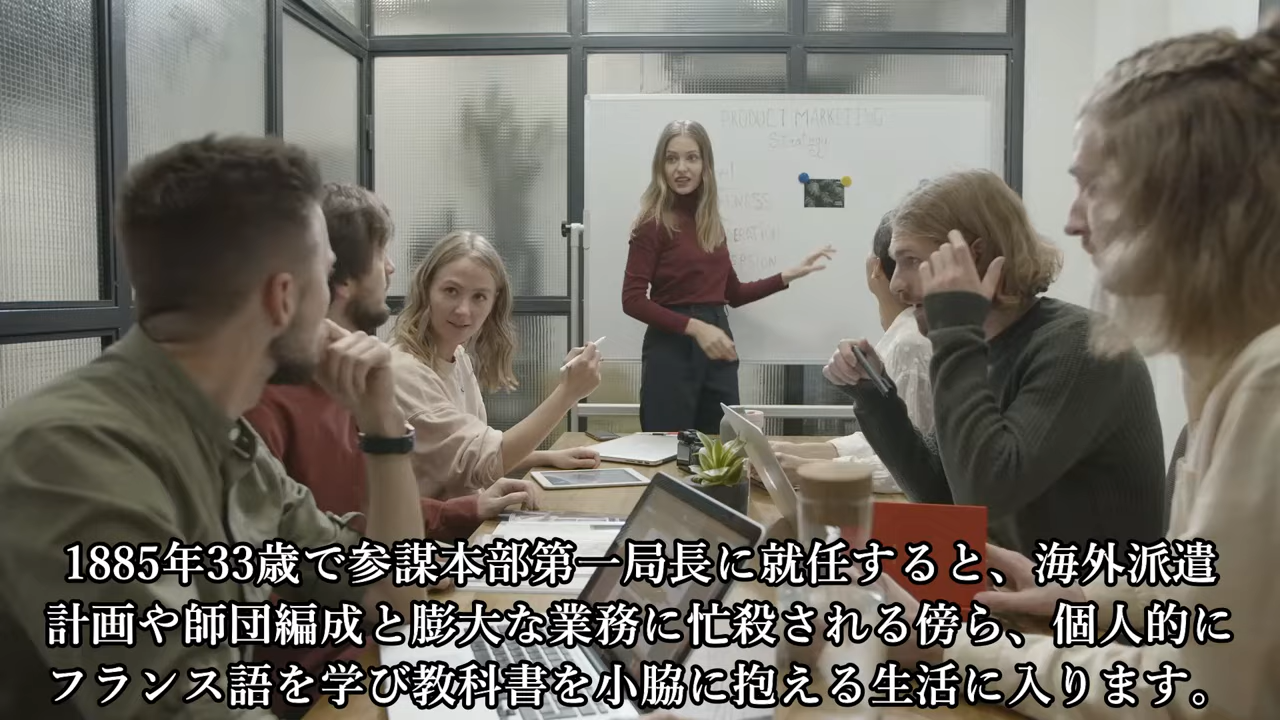 PRODUCT MARKETING
Strategy
1885年33歳で参謀本部第一局長に就任すると、海外派遣
計画や師団編成と膨大な業務に忙殺される傍ら、個人的に
フランス語を学び教科書を小脇に抱える生活に入ります。